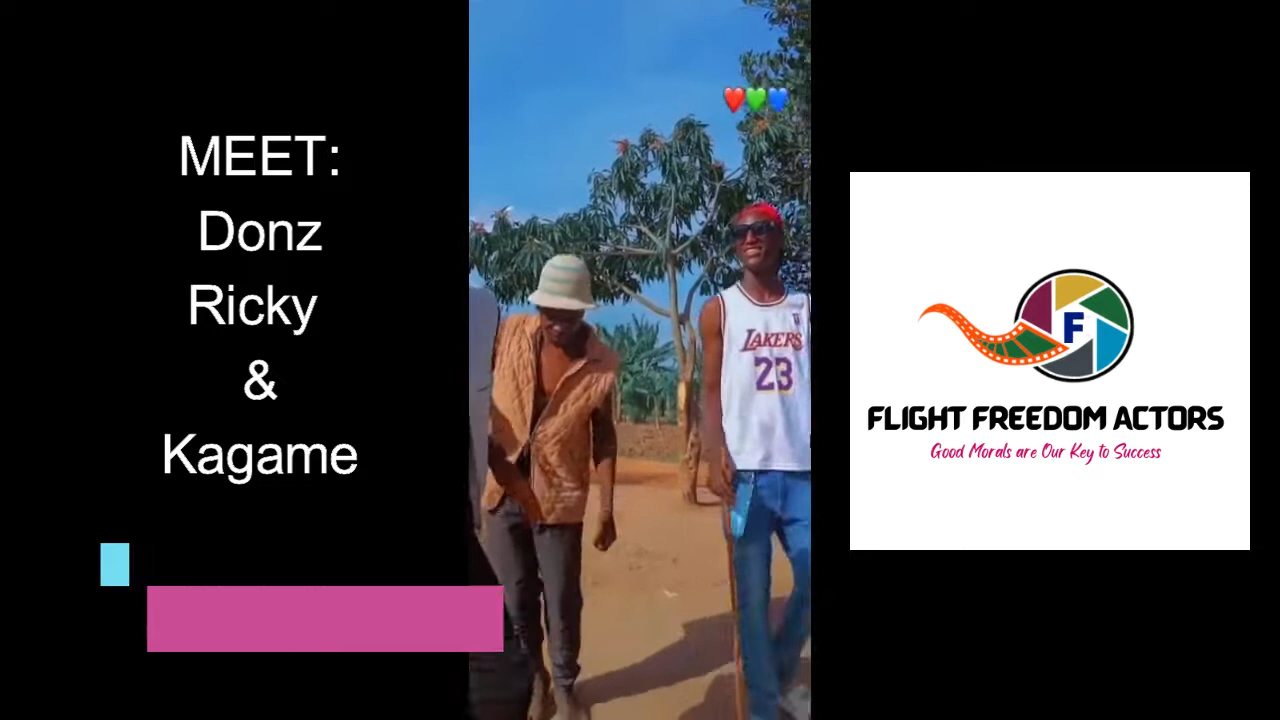 MEET:
Donz
Ricky
&
Kagame
LAKERS
23
F
FLIGHT FREEDOM ACTORS
Good Morals are Our Key to Success